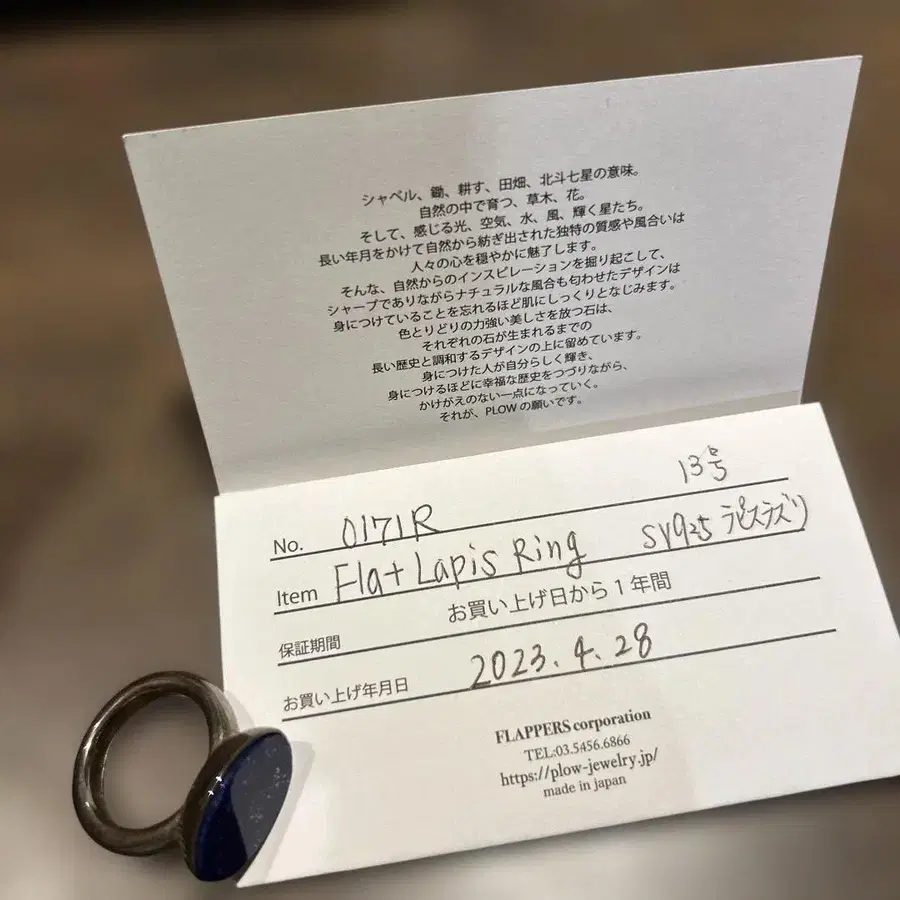 シャベル、鋤、耕す、田畑、北斗七星の意味。
自然の中で育つ、草木、花。
そして、感じる光、空気、水、風、輝く星たち。
長い年月をかけて自然から紡ぎ出された独特の質感や風合いは
人々の心を穏やかに魅了します。
そんな、自然からのインスピレーションを掘り起こして、
シャープでありながらナチュラルな風合も匂わせたデザインは
身につけていることを忘れるほど肌にしっくりとなじみます。
色とりどりの力強い美しさを放つ石は、
それぞれの石が生まれるまでの
長い歴史と調和するデザインの上に留めています。
身につけた人が自分らしく輝き、
身につけるほどに幸福な歴史をつづりながら、
かけがえのない一点になっていく。
それが、PLOWの願いです。
13号
No. 0171R
Item Flat Lapis Ring SV925 ラピスラズリ
保証期間 お買い上げ日から1年間
お買い上げ年月日 2023.4.28
FLAPPERS corporation
TEL:03.5456.6866
https://plow-jewelry.jp/
made in japan